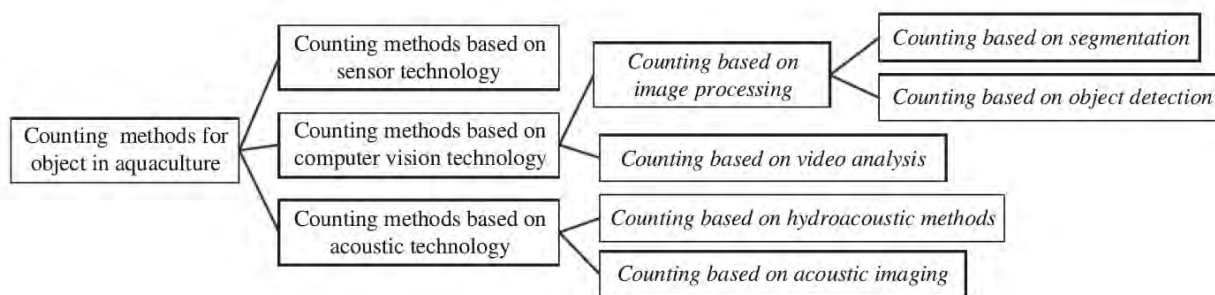 Counting methods for
object in aquaculture
Counting methods based on
sensor technology
Counting methods based on
computer vision technology
Counting methods based on
acoustic technology
Counting based on
image processing
Counting based on video analysis
Counting based on hydroacoustic methods
Counting based on acoustic imaging
Counting based on segmentation
Counting based on object detection